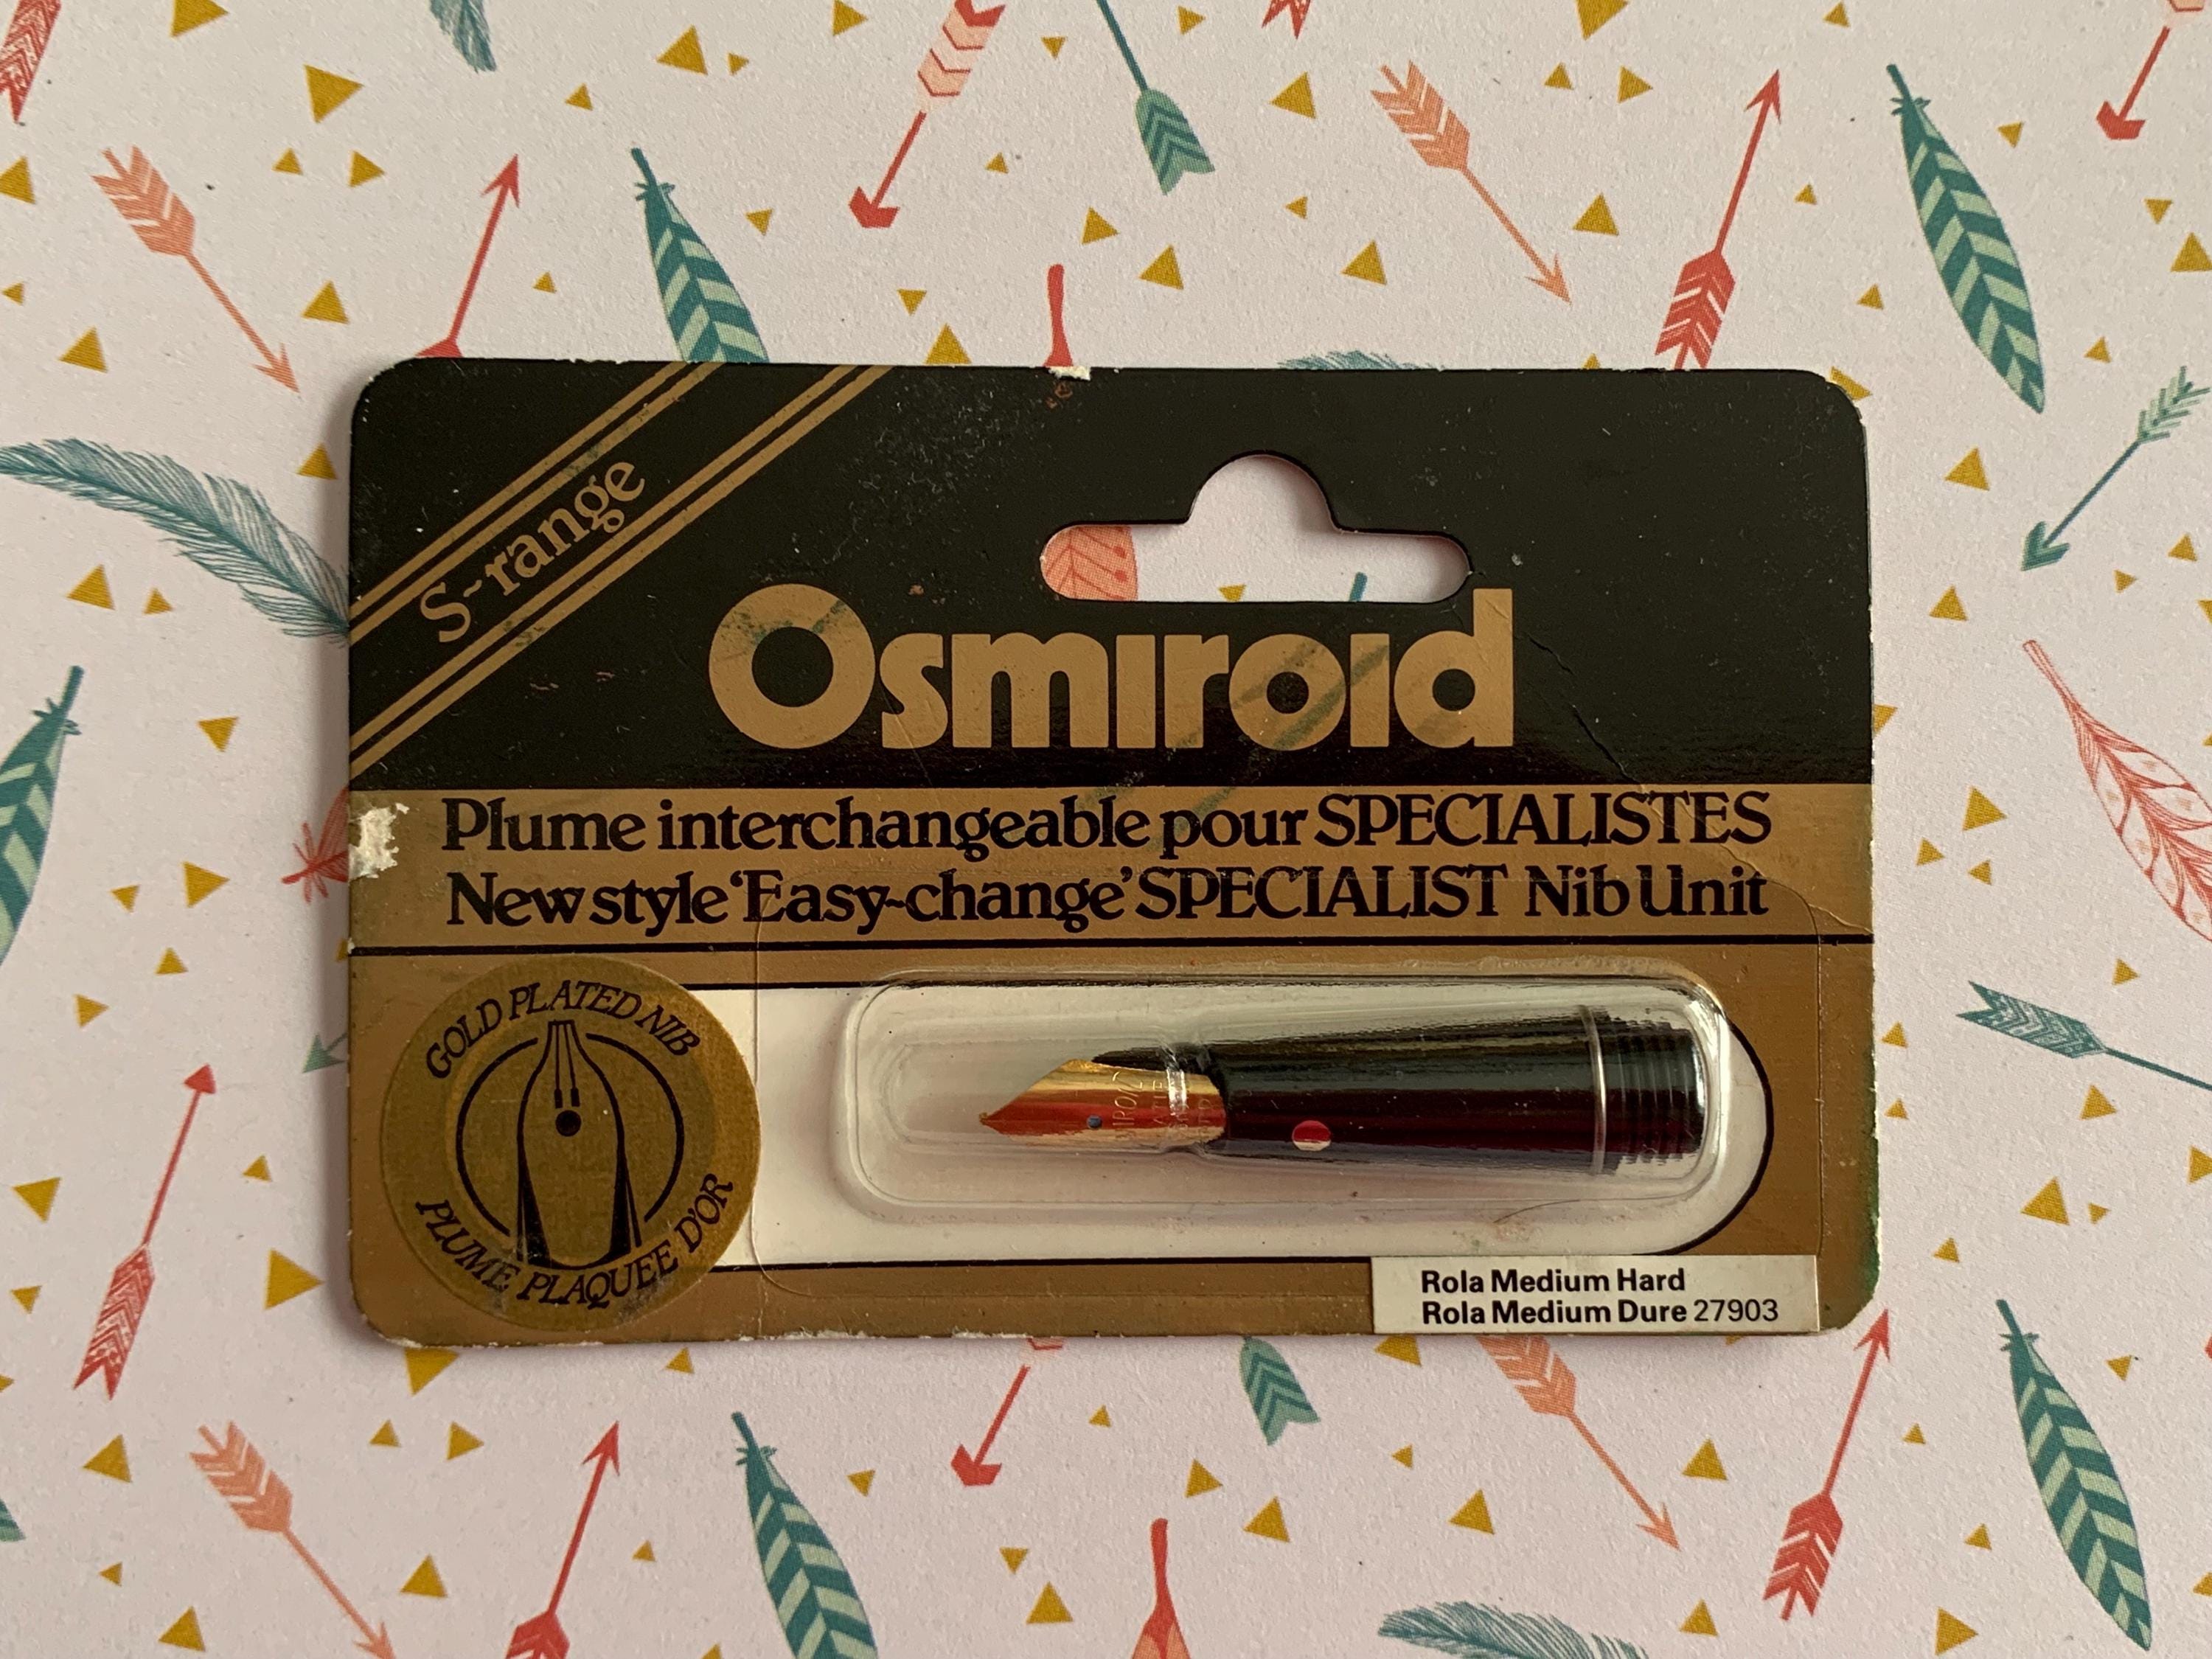 S-range
Osmiroid
Plume interchangeable pour SPECIALISTES
New style 'Easy-change' SPECIALIST Nib Unit
GOLD PLATED NIB
PLUME PLAQUEE D'OR
Rola Medium Hard
Rola Medium Dure 27903